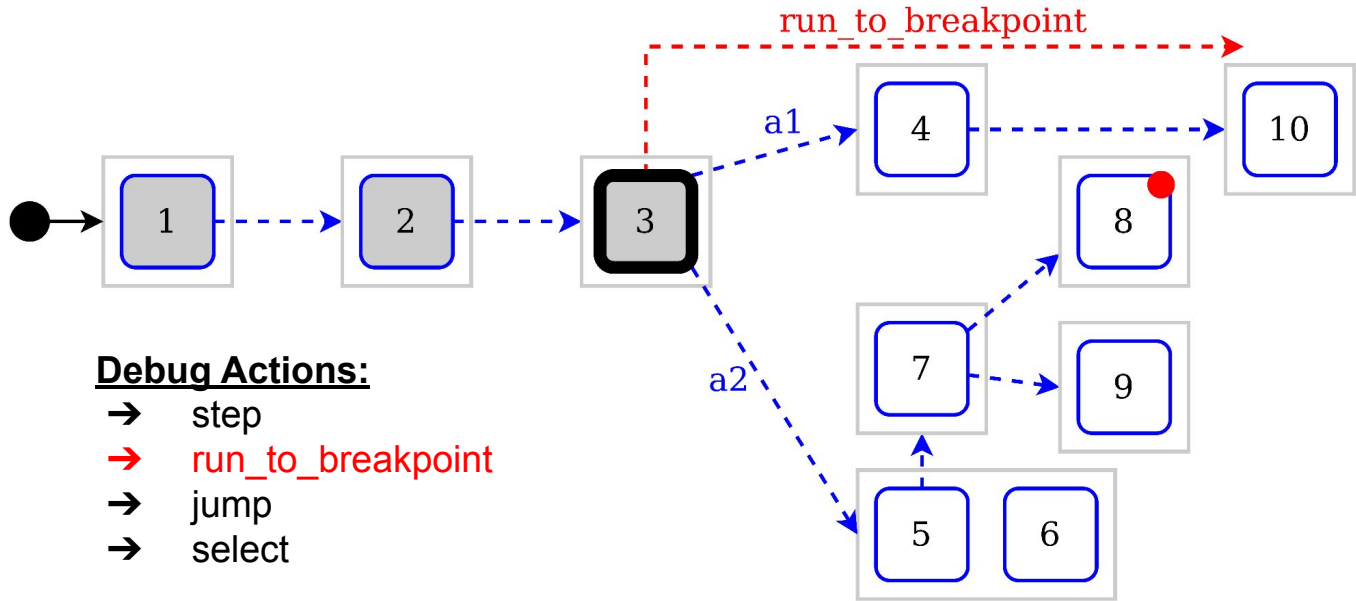 run_to_breakpoint
a1
4
10
1
2
3
8
7
9
a2
5
6
Debug Actions:
➔ step
➔ run_to_breakpoint
➔ jump
➔ select